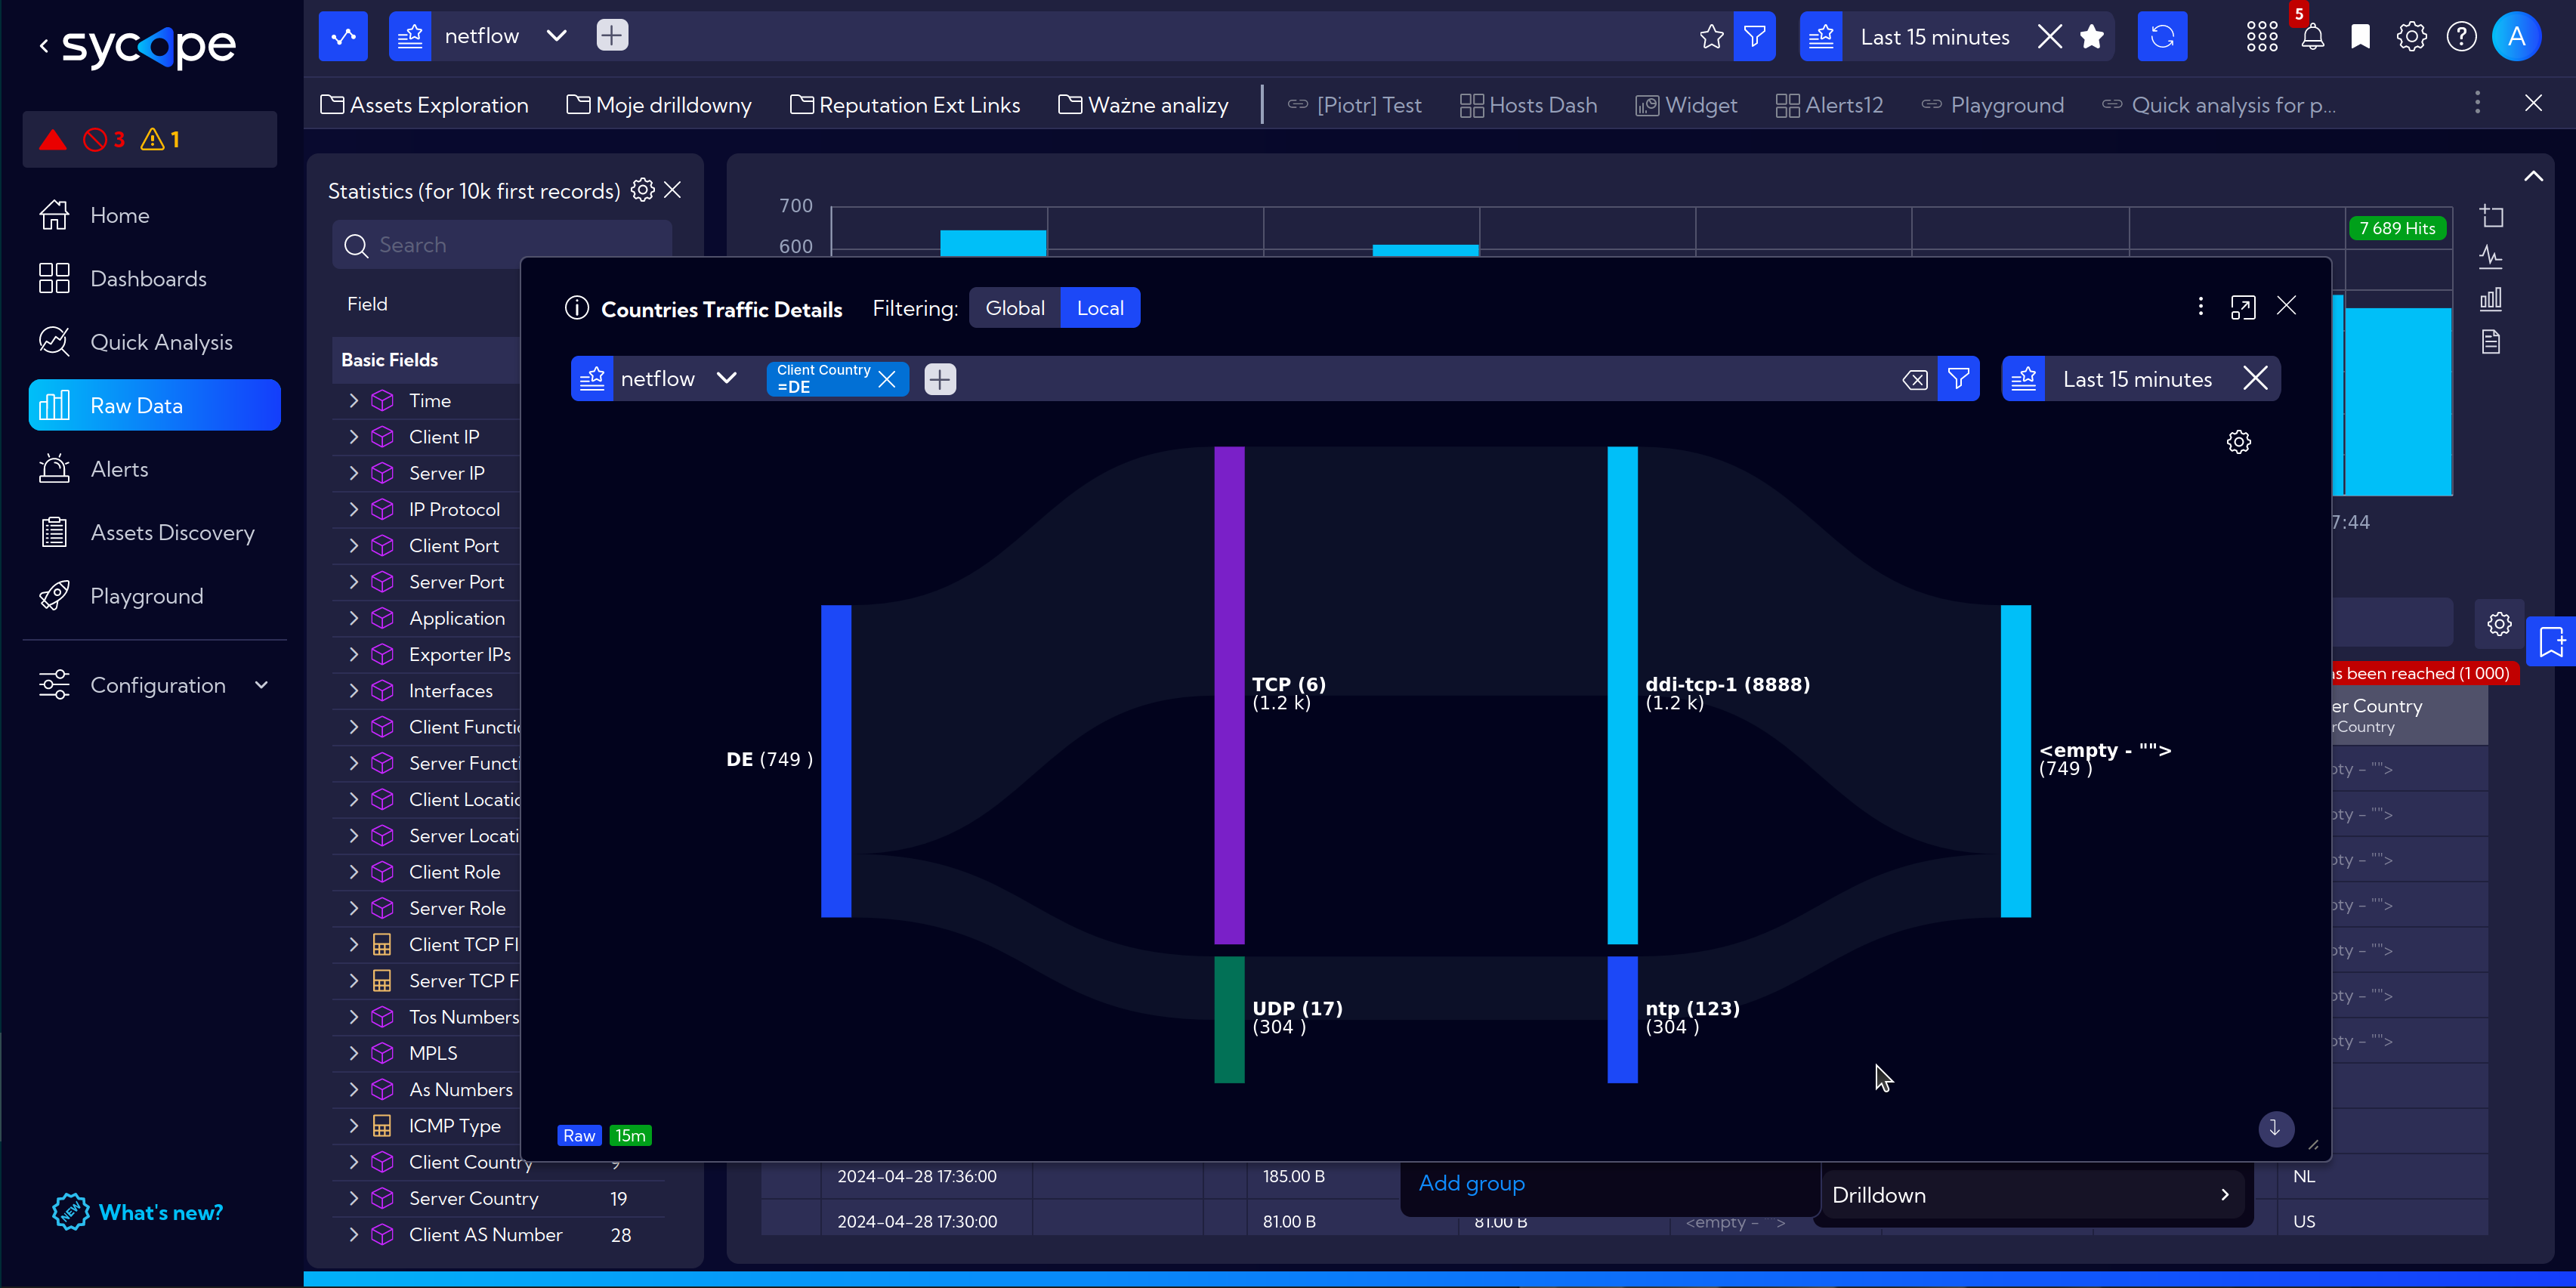 sycope
netflow
Last 15 minutes
5
A
Assets Exploration
Moje drilldowny
Reputation Ext Links
Ważne analizy
[Piotr] Test
Hosts Dash
Widget
Alerts12
Playground
Quick analysis for p...
3
1
Home
Dashboards
Quick Analysis
Raw Data
Alerts
Assets Discovery
Playground
Configuration
NEW
What's new?
Statistics (for 10k first records)
Search
Field
Basic Fields
Time
Client IP
Server IP
IP Protocol
Client Port
Server Port
Application
Exporter IPs
Interfaces
Client Functi
Server Functi
Client Locatic
Server Locati
Client Role
Server Role
Client TCP Fl
Server TCP F
Tos Numbers
MPLS
As Numbers
ICMP Type
Client Country
Server Country 19
Client AS Number 28
700
600
7 689 Hits
7:44
Countries Traffic Details
Filtering:
Global
Local
netflow
Client Country
=DE
Last 15 minutes
TCP (6)
(1.2 k)
ddi-tcp-1 (8888)
(1.2 k)
DE (749 )
<empty - "">
(749 )
UDP (17)
(304 )
ntp (123)
(304 )
Raw
15m
s been reached (1 000)
er Country
rCountry
pty - "">
pty - "">
pty - "">
pty - "">
pty - "">
pty - "">
pty - "">
2024-04-28 17:36:00
185.00 B
NL
Add group
Drilldown
2024-04-28 17:30:00
81.00 B
81.00 B
<empty - >
US